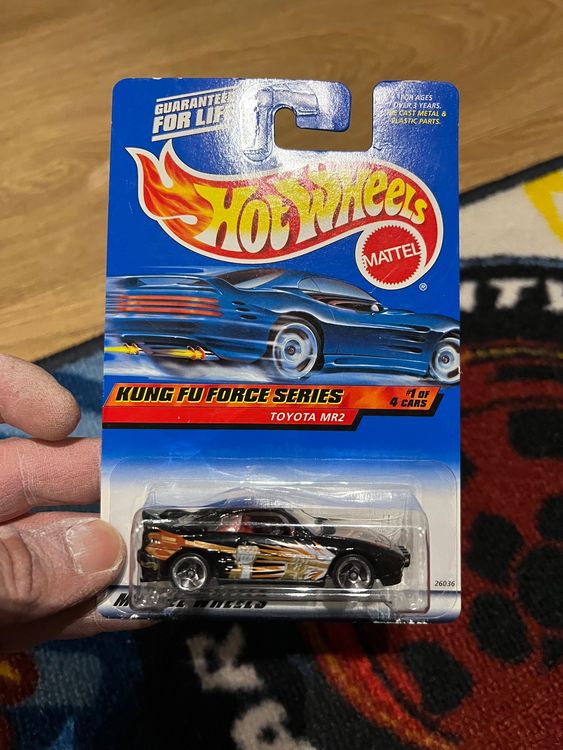 GUARANTEED
FOR LIFE
FOR AGES
OVER 3 YEARS.
DIE CAST METAL &
PLASTIC PARTS.
HOT WHEELS
MATTEL
®
KUNG FU FORCE SERIES
#1 OF
4 CARS
TOYOTA MR2
26036
WHEELS